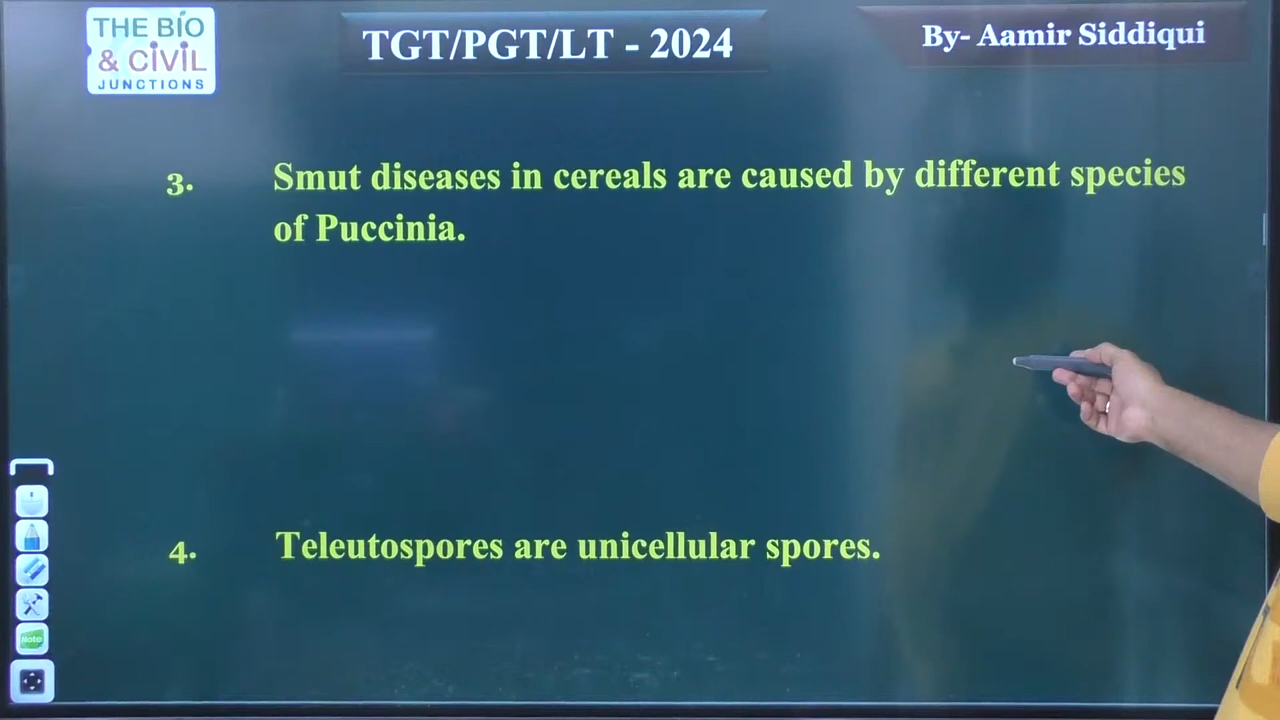 THE BIO
& CIVIL
JUNCTIONS
TGT/PGT/LT - 2024
By- Aamir Siddiqui
3. Smut diseases in cereals are caused by different species
of Puccinia.
4. Teleutospores are unicellular spores.
Note